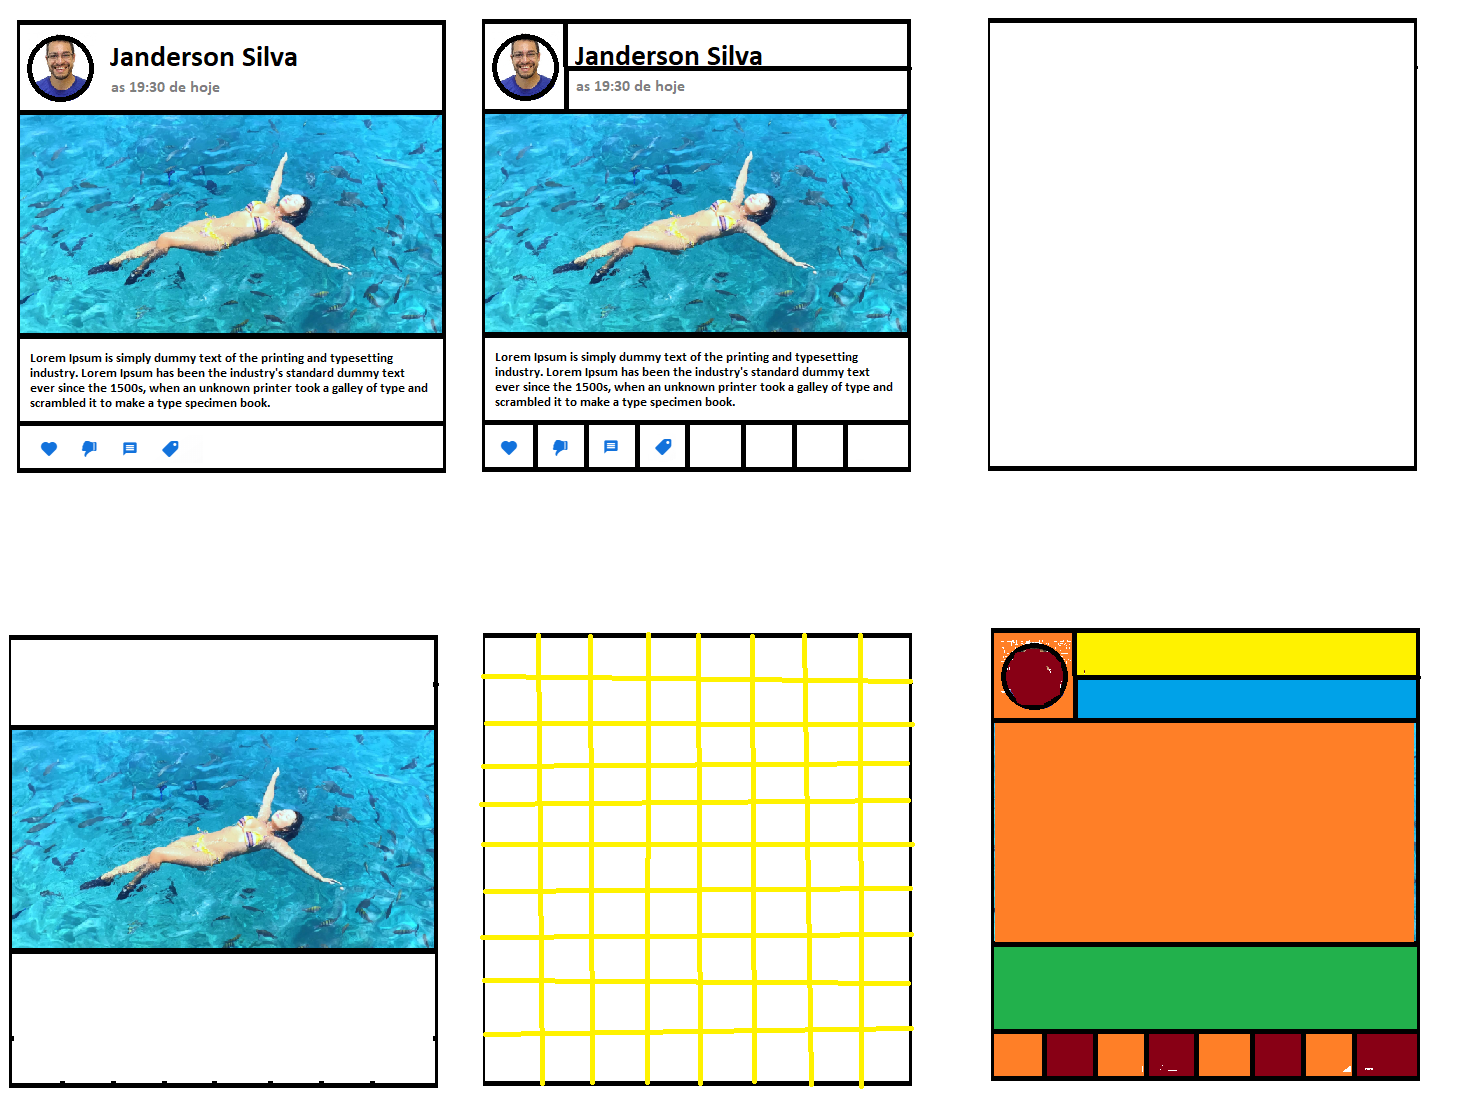 Janderson Silva
as 19:30 de hoje
Lorem Ipsum is simply dummy text of the printing and typesetting
industry. Lorem Ipsum has been the industry's standard dummy text
ever since the 1500s, when an unknown printer took a galley of type and
scrambled it to make a type specimen book.
Janderson Silva
as 19:30 de hoje
Lorem Ipsum is simply dummy text of the printing and typesetting
industry. Lorem Ipsum has been the industry's standard dummy text
ever since the 1500s, when an unknown printer took a galley of type and
scrambled it to make a type specimen book.